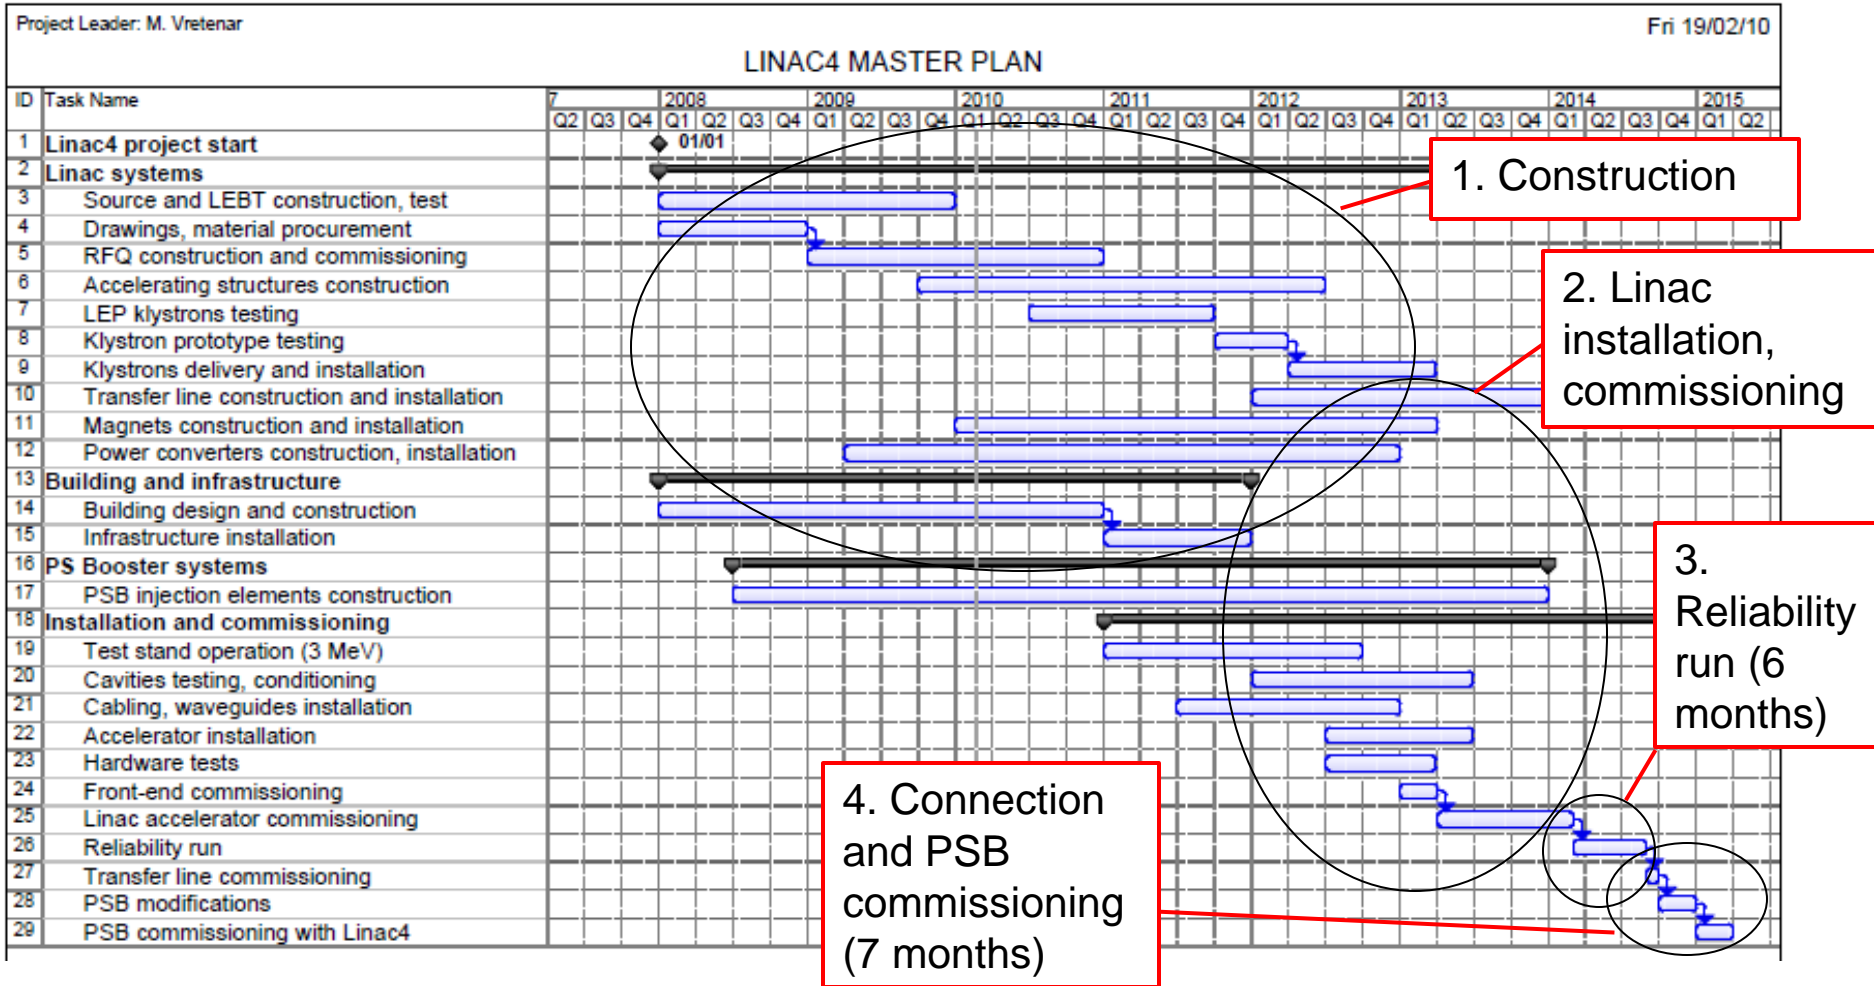 Project Leader: M. Vretenar
Fri 19/02/10
LINAC4 MASTER PLAN
ID Task Name 7 2008 2009 2010 2011 2012 2013 2014 2015
Q2 Q3 Q4 Q1 Q2 Q3 Q4 Q1 Q2 Q3 Q4 Q1 Q2 Q3 Q4 Q1 Q2 Q3 Q4 Q1 Q2 Q3 Q4 Q1 Q2 Q3 Q4 Q1 Q2 Q3 Q4 Q1 Q2
1 Linac4 project start 01/01
2 Linac systems
3 Source and LEBT construction, test
4 Drawings, material procurement
5 RFQ construction and commissioning
6 Accelerating structures construction
7 LEP klystrons testing
8 Klystron prototype testing
9 Klystrons delivery and installation
10 Transfer line construction and installation
11 Magnets construction and installation
12 Power converters construction, installation
13 Building and infrastructure
14 Building design and construction
15 Infrastructure installation
16 PS Booster systems
17 PSB injection elements construction
18 Installation and commissioning
19 Test stand operation (3 MeV)
20 Cavities testing, conditioning
21 Cabling, waveguides installation
22 Accelerator installation
23 Hardware tests
24 Front-end commissioning
25 Linac accelerator commissioning
26 Reliability run
27 Transfer line commissioning
28 PSB modifications
29 PSB commissioning with Linac4
1. Construction
2. Linac
installation,
commissioning
3.
Reliability
run (6
months)
4. Connection
and PSB
commissioning
(7 months)